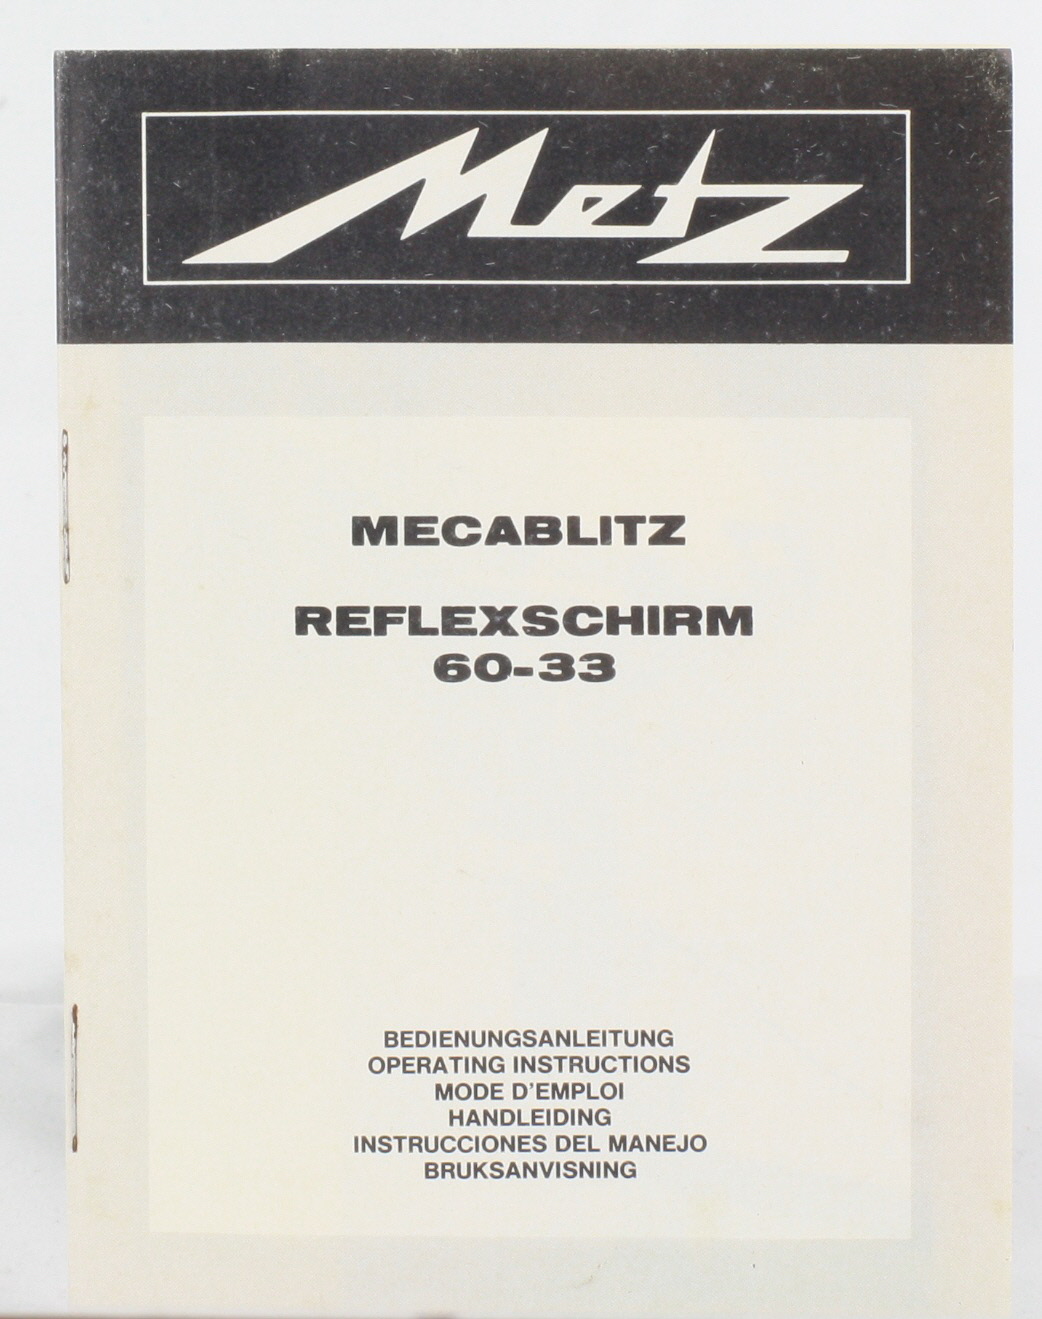 Metz
MECABLITZ
REFLEXSCHIRM
60-33
BEDIENUNGSANLEITUNG
OPERATING INSTRUCTIONS
MODE D'EMPLOI
HANDLEIDING
INSTRUCCIONES DEL MANEJO
BRUKSANVISNING